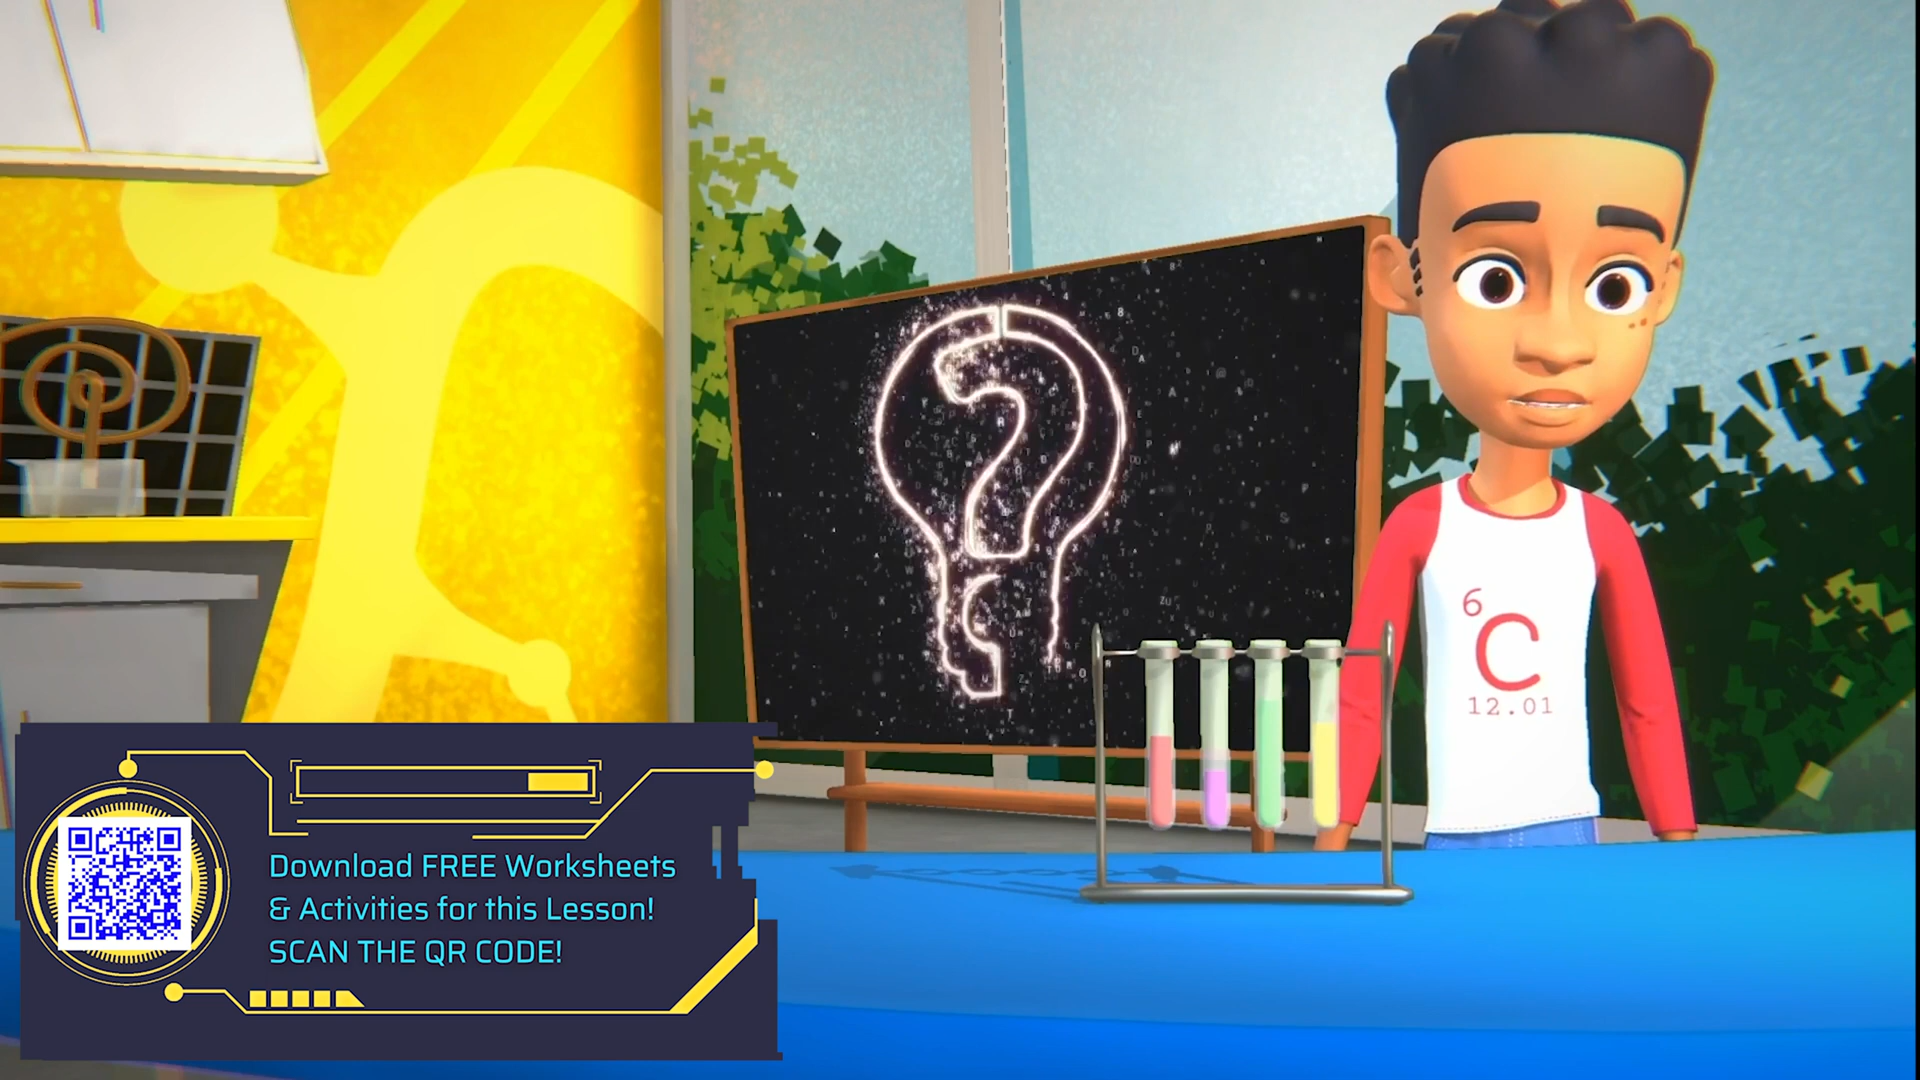 6
C
12.01
Download FREE Worksheets
& Activities for this Lesson!
SCAN THE QR CODE!